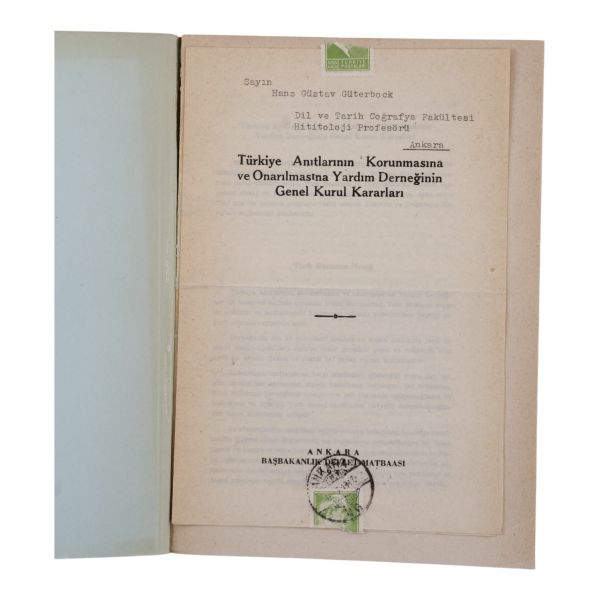 Sayın
Hans Güstav Güterbock
Dil ve Tarih Coğrafya Fakültesi
Hititoloji Profesörü
Ankara
Türkiye Anıtlarının Korunmasına
ve Onarılmasına Yardım Derneğinin
Genel Kurul Kararları
ANKARA
BAŞBAKANLIK DEVLET MATBAASI
ANKARA